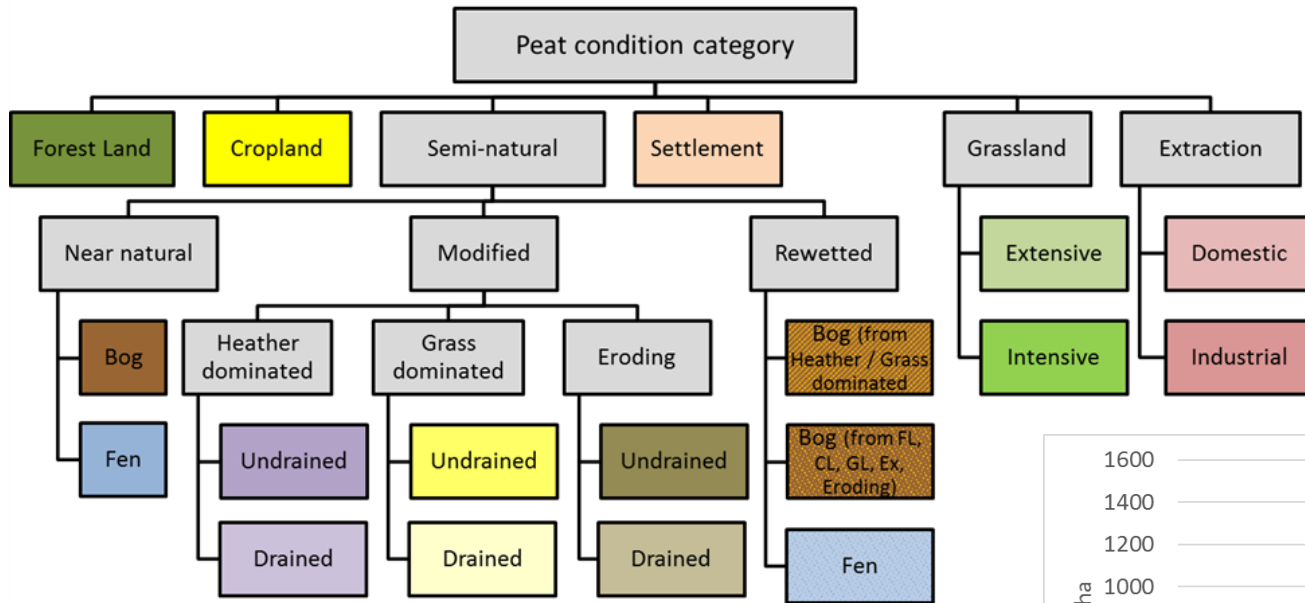 Peat condition category
Forest Land
Cropland
Semi-natural
Settlement
Grassland
Extraction
Near natural
Modified
Rewetted
Extensive
Domestic
Bog
Heather
dominated
Grass
dominated
Eroding
Bog (from
Heather / Grass
dominated
Intensive
Industrial
Fen
Undrained
Undrained
Undrained
Bog (from FL,
CL, GL, Ex,
Eroding)
Drained
Drained
Drained
Fen
1600
1400
1200
1000
ha